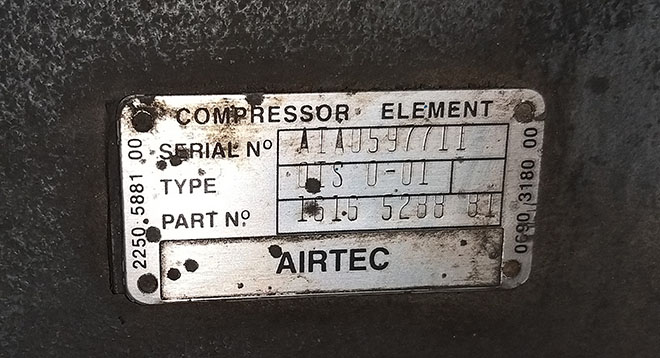 COMPRESSOR ELEMENT
SERIAL Nº AIA0597711
TYPE
PART Nº 1616 5288 81
AIRTEC
2250 5881 00
0690 3180 00